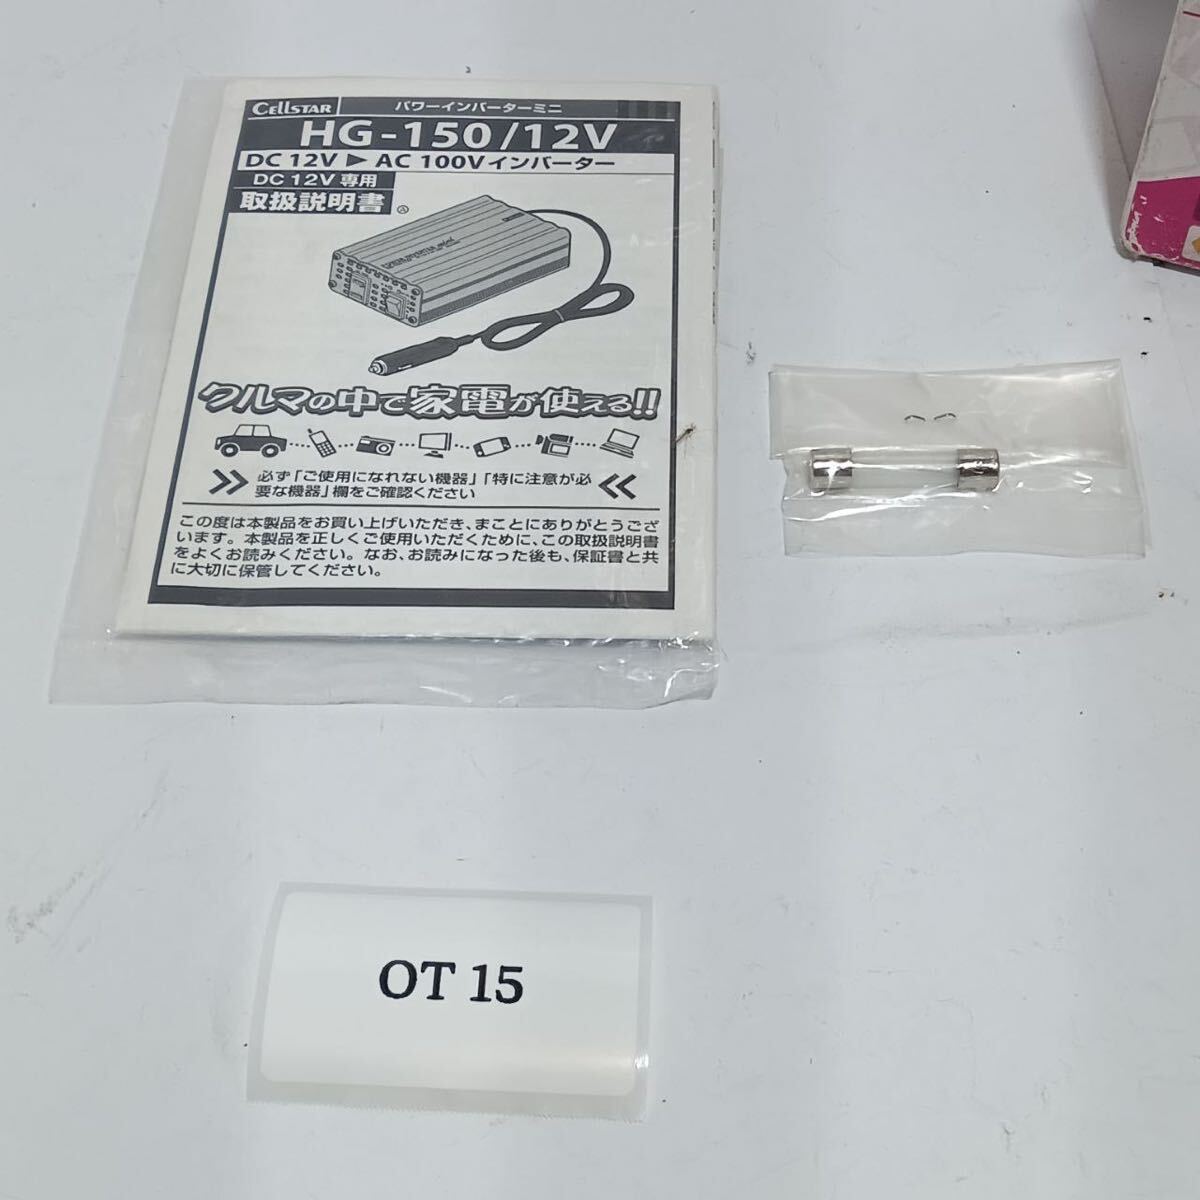 CELLSTAR パワーインバーターミニ
HG-150/12V
DC 12V ▶ AC 100Vインバーター
DC 12V 専用
取扱説明書 Ⓐ
クルマの中で家電が使える!!
必ず「ご使用になれない機器」「特に注意が必
要な機器」欄をご確認ください
この度は本製品をお買い上げいただき、まことにありがとうござ
います。本製品を正しくご使用いただくために、この取扱説明書
をよくお読みください。なお、お読みになった後も、保証書と共
に大切に保管してください。
OT 15